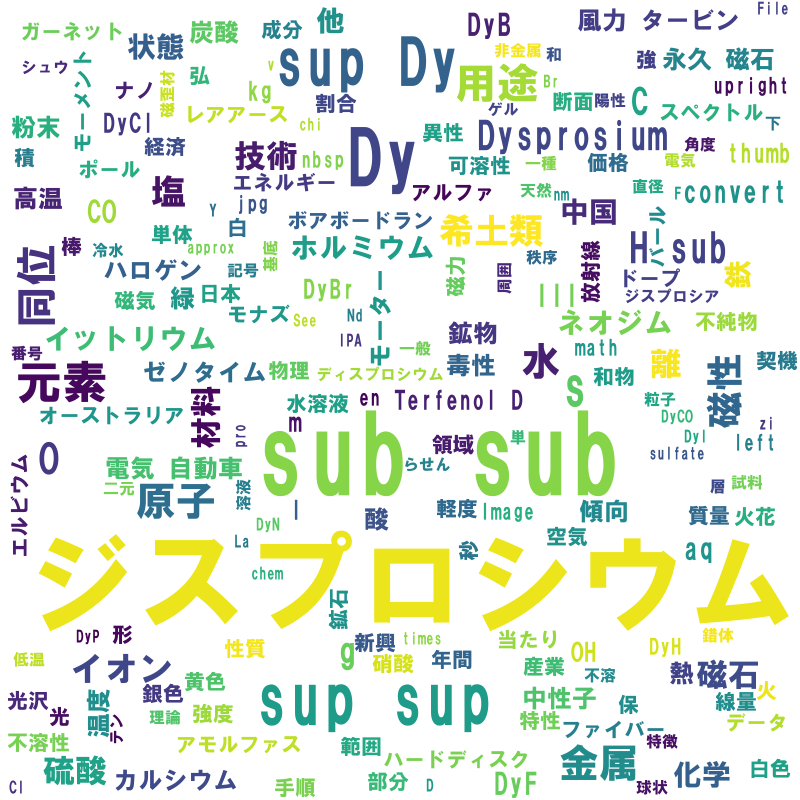 ガーネット
炭酸
成分
他
DyB
風力 タービン
File
状態
sup Dy
非金属
和
強
永久 磁石
シュウ
モーメント
ナノ
磁歪材
弘
v
kg
用途
Br
断面
陽性
C
upright
レアアース
割合
ゲル
スペクトル
下
粉末
DyCl
chi
Dy
異性
Dysprosium
角度
積
経済
ポール
技術
nbsp
可溶性
一種
価格
電気
thumb
高温
塩
エネルギー
アルファ
天然
nm
直径
F
convert
CO
Y
jpg
棒
冷水
単体
白
ボアボードラン
希土類
中国
バール
approx
基底
ホルミウム
H sub
同位
ハロゲン
記号
磁力
周囲
秩序
放射線
ドープ
鉄
磁気
緑
日本
DyBr
モーター
III
ジスプロシア
モナズ
See
Nd
ネオジム
不純物
イットリウム
IPA
鉱物
番号
一般
水
math
元素
ゼノタイム
物理
ディスプロシウム
毒性
離
和物
磁性
契機
オーストラリア
材料
水溶液
en
Terfenol D
s
粒子
m
pro
DyCO
zi
sub sub
領域
単
DyI
left
O
らせん
sulfate
エルビウム
電気 自動車
二元
溶液
層
試料
原子
I
酸
軽度
Image
傾向
質量
火花
La
DyN
秒
空気
aq
ジスプロシウム
chem
鉱石
DyP
形
性質
新興
times
当たり
OH
DyH
錯体
低温
イオン
g
硝酸
年間
産業
不溶
熱
磁石
火
光沢
光
温度
テン
銀色
黄色
理論
強度
sup sup
中性子
保
線量
特性
ファイバー
データ
不溶性
アモルファス
範囲
特徴
硫酸
カルシウム
ハードディスク
金属
化学
白色
Cl
手順
部分
D
DyF
球状